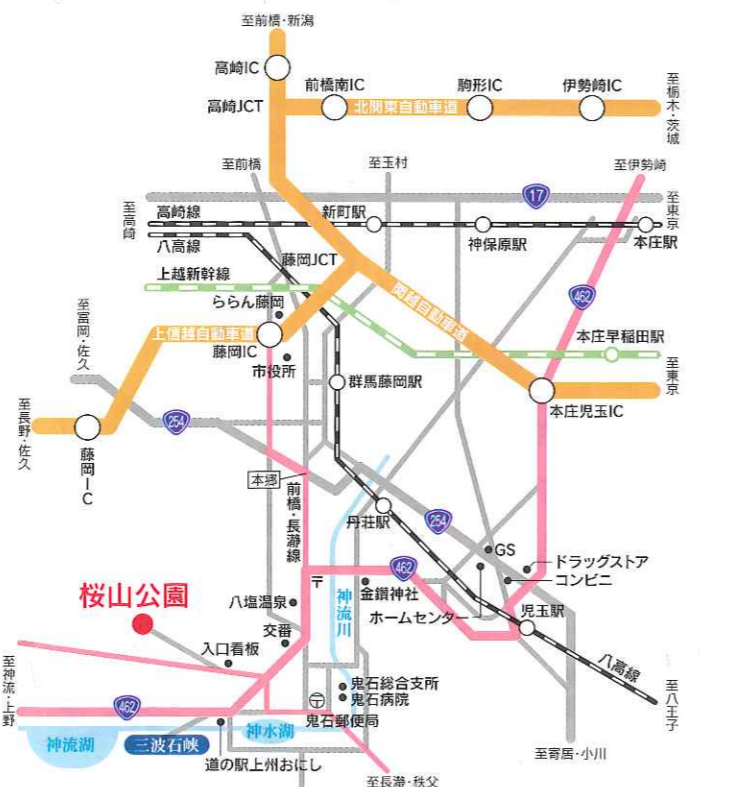 至前橋・新潟
高崎IC
前橋南IC
駒形IC
伊勢崎IC
高崎JCT
北関東自動車道
至栃木・茨城
至前橋
至玉村
至伊勢崎
17
至高崎
高崎線
新町駅
神保原駅
本庄駅
至東京
八高線
藤岡JCT
上越新幹線
462
ららん藤岡
関越自動車道
至富岡・佐久
上信越自動車道
藤岡IC
本庄早稲田駅
市役所
群馬藤岡駅
至東京
至長野・佐久
254
本庄児玉IC
藤岡IC
本郷
前橋・長瀞線
丹荘駅
254
GS
ドラッグストア
コンビニ
462
桜山公園
八塩温泉
〒
神流川
金鑚神社
ホームセンター
児玉駅
交番
入口看板
八高線
至神流・上野
鬼石総合支所
鬼石病院
至八王子
462
〒
鬼石郵便局
神流湖
三波石峡
神水湖
道の駅上州おにし
至寄居・小川
至長瀞・秩父